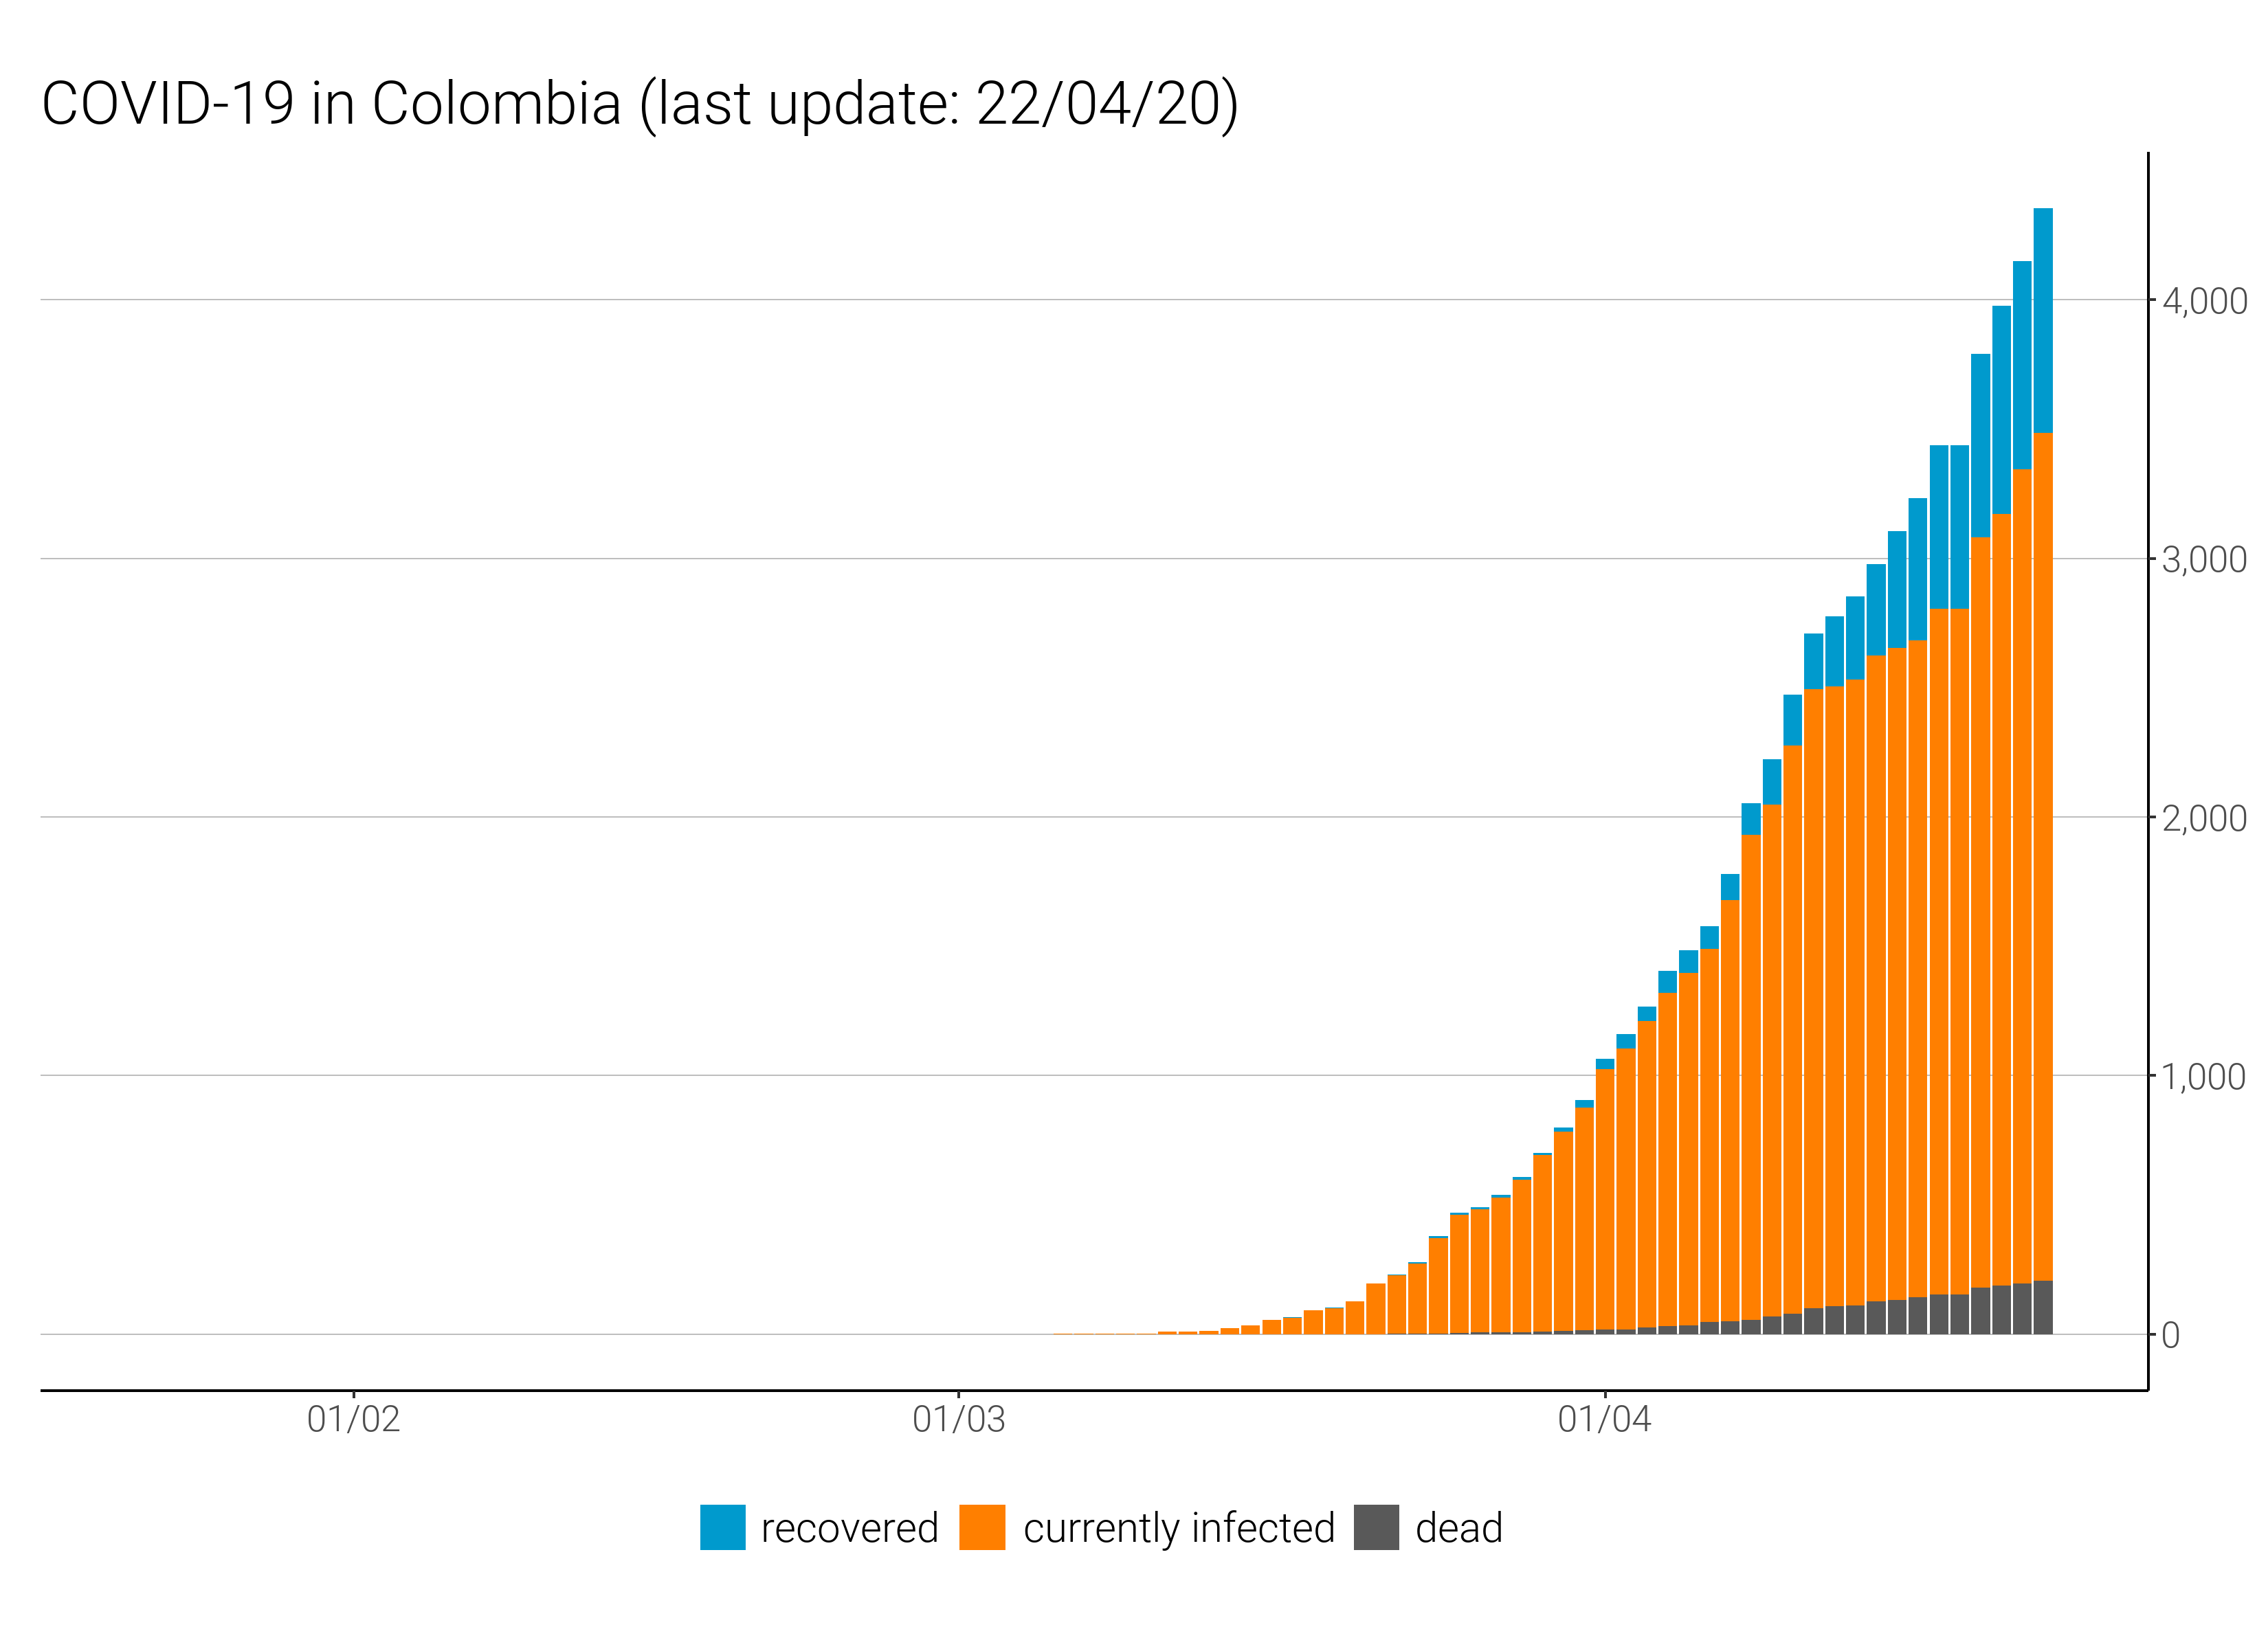 COVID-19 in Colombia (last update: 22/04/20)
4,000
3,000
2,000
1,000
0
01/02 01/03 01/04
recovered currently infected dead